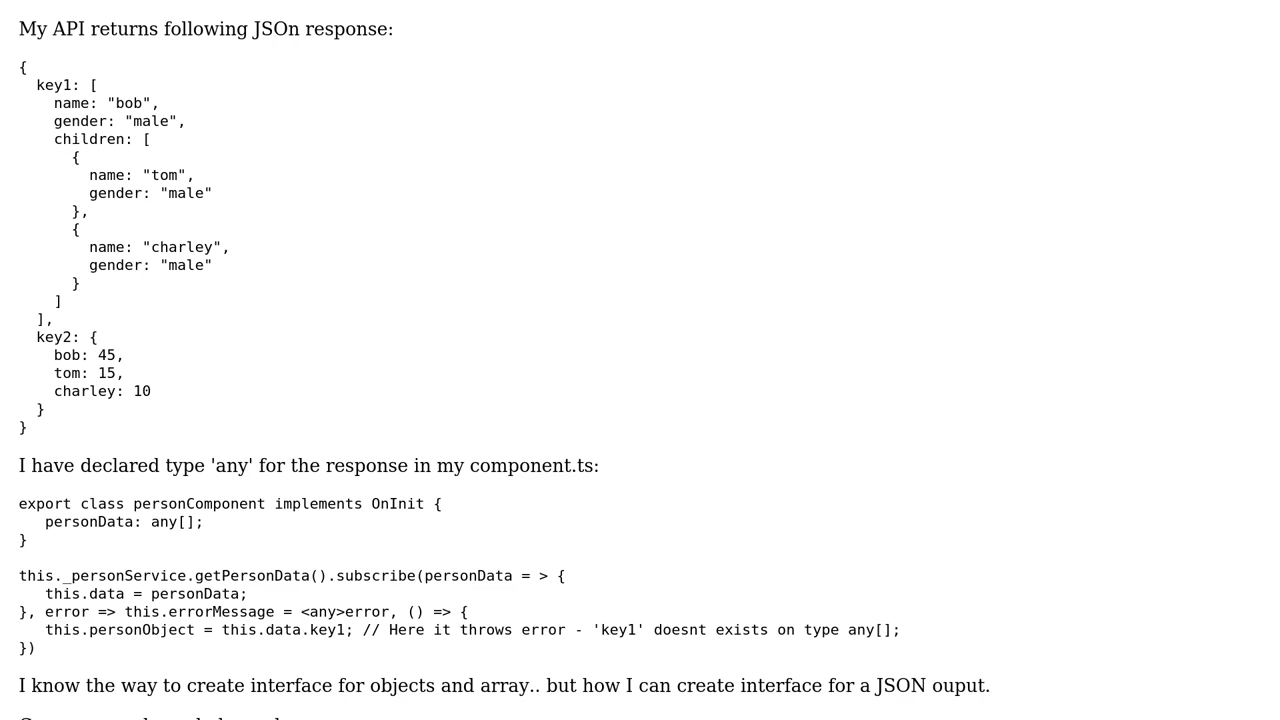 My API returns following JSOn response:
{
  key1: [
    name: "bob",
    gender: "male",
    children: [
      {
        name: "tom",
        gender: "male"
      },
      {
        name: "charley",
        gender: "male"
      }
    ]
  ],
  key2: {
    bob: 45,
    tom: 15,
    charley: 10
  }
}
I have declared type 'any' for the response in my component.ts:
export class personComponent implements OnInit {
   personData: any[];
}
this._personService.getPersonData().subscribe(personData = > {
   this.data = personData;
}, error => this.errorMessage = <any>error, () => {
   this.personObject = this.data.key1; // Here it throws error - 'key1' doesnt exists on type any[];
})
I know the way to create interface for objects and array.. but how I can create interface for a JSON ouput.